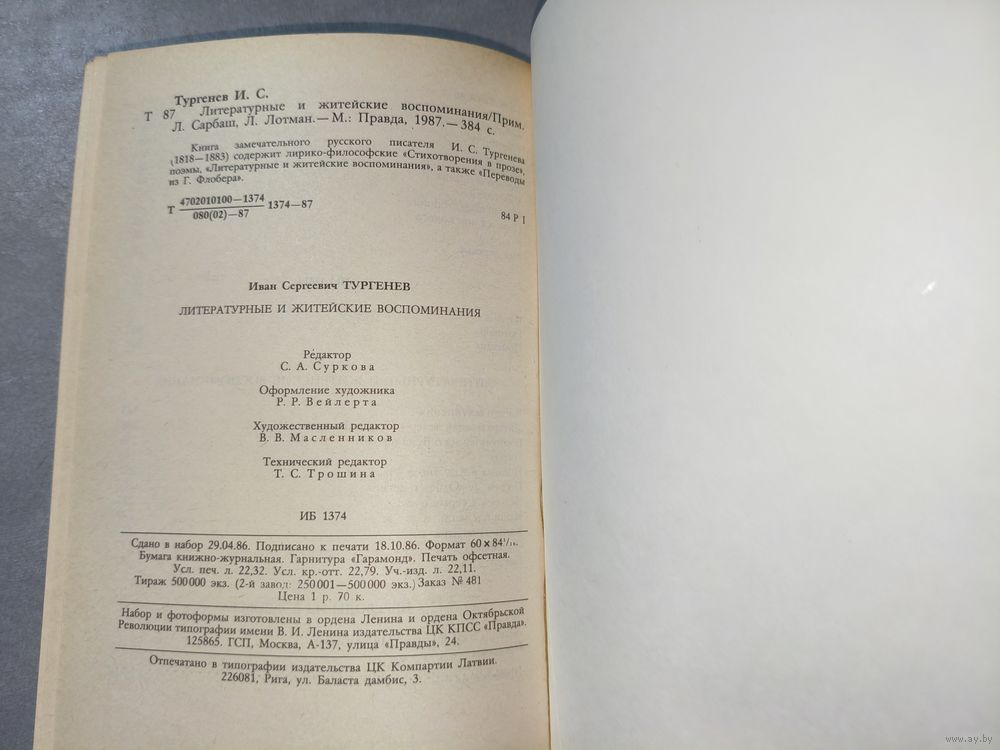 Тургенев И. С.
Т 87 Литературные и житейские воспоминания/Прим.
Л. Сарбаш, Л. Лотман.—М.: Правда, 1987.—384 с.
Книга замечательного русского писателя И. С. Тургенева
(1818—1883) содержит лирико-философские «Стихотворения в прозе»,
поэмы, «Литературные и житейские воспоминания», а также «Переводы
из Г. Флобера».
Т 4702010100—1374 1374—87
080(02)—87
84 Р 1
Иван Сергеевич ТУРГЕНЕВ
ЛИТЕРАТУРНЫЕ И ЖИТЕЙСКИЕ ВОСПОМИНАНИЯ
Редактор
С. А. Суркова
Оформление художника
Р. Р. Вейлерта
Художественный редактор
В. В. Масленников
Технический редактор
Т. С. Трошина
ИБ 1374
Сдано в набор 29.04.86. Подписано к печати 18.10.86. Формат 60×84¹/₁₆.
Бумага книжно-журнальная. Гарнитура «Гарамонд». Печать офсетная.
Усл. печ. л. 22,32. Усл. кр.-отт. 22,79. Уч.-изд. л. 22,11.
Тираж 500 000 экз. (2-й завод: 250 001—500 000 экз.) Заказ № 481
Цена 1 р. 70 к.
Набор и фотоформы изготовлены в ордена Ленина и ордена Октябрьской
Революции типографии имени В. И. Ленина издательства ЦК КПСС «Правда».
125865. ГСП, Москва, А-137, улица «Правды», 24.
Отпечатано в типографии издательства ЦК Компартии Латвии.
226081, Рига, ул. Баласта дамбис, 3.
www.ay.by